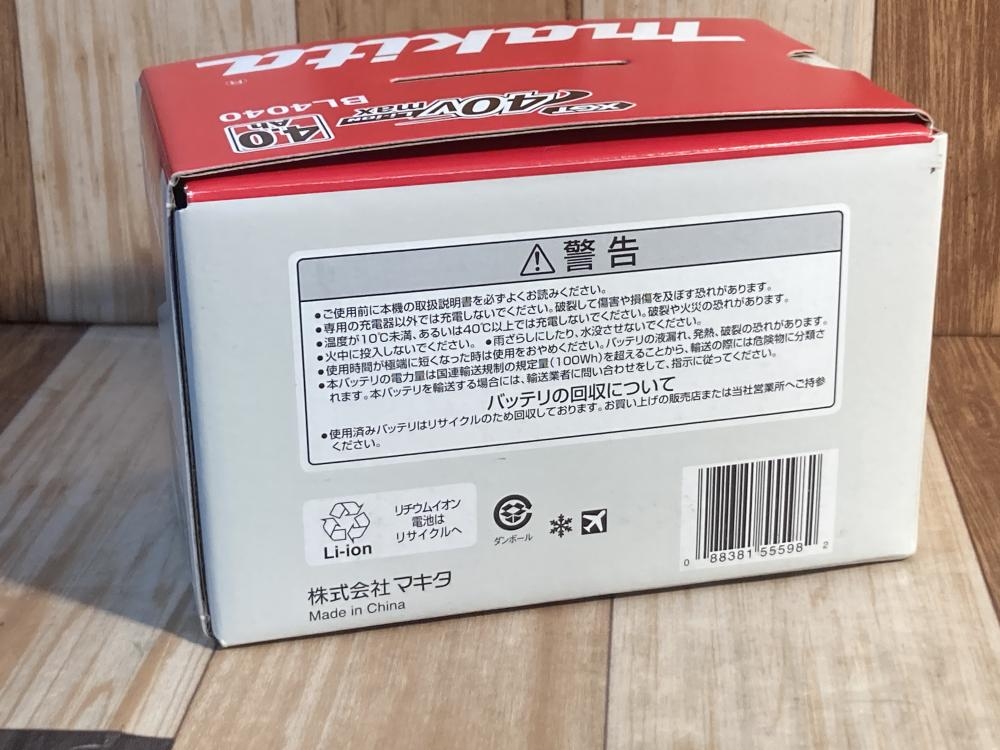 makita
BL4040
XGT 40Vmax Li-ion
4.0 Ah
警告
●ご使用前に本機の取扱説明書を必ずよくお読みください。
●専用の充電器以外では充電しないでください。破裂して傷害や損傷を及ぼす恐れがあります。
●温度が10℃未満、あるいは40℃以上では充電しないでください。破裂や火災の恐れがあります。
●火中に投入しないでください。 ●雨ざらしにしたり、水没させないでください。
●使用時間が極端に短くなった時は使用をおやめください。バッテリの液漏れ、発熱、破裂の恐れがあります。
●本バッテリの電力量は国連輸送規制の規定量(100Wh)を超えることから、輸送の際には危険物に分類さ
れます。本バッテリを輸送する場合には、輸送業者に問い合わせをして、指示に従ってください。
バッテリの回収について
●使用済みバッテリはリサイクルのため回収しております。お買い上げの販売店または当社営業所へご持参
ください。
Li-ion
リチウムイオン
電池は
リサイクルへ
ダンボール
0 88381 55598 2
株式会社 マキタ
Made in China